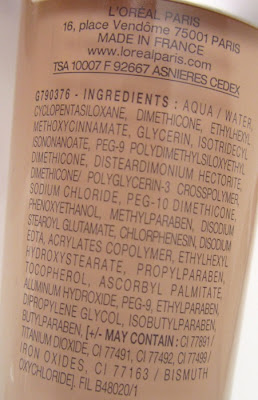 L'ORÉAL PARIS
16, place Vendôme 75001 PARIS
MADE IN FRANCE
www.lorealparis.com
TSA 10007 F 92667 ASNIERES CEDEX
G790376 - INGREDIENTS : AQUA / WATER
CYCLOPENTASILOXANE, DIMETHICONE, ETHYLHEXYL
METHOXYCINNAMATE, GLYCERIN, ISOTRIDECYL
ISONONANOATE, PEG-9 POLYDIMETHYLSILOXYETHYL
DIMETHICONE, DISTEARDIMONIUM HECTORITE,
DIMETHICONE/ POLYGLYCERIN-3 CROSSPOLYMER,
SODIUM CHLORIDE, PEG-10 DIMETHICONE,
PHENOXYETHANOL, METHYLPARABEN, DISODIUM
STEAROYL GLUTAMATE, CHLORPHENESIN, DISODIUM
EDTA, ACRYLATES COPOLYMER, ETHYLHEXYL
HYDROXYSTEARATE, PROPYLPARABEN,
TOCOPHEROL, ASCORBYL PALMITATE,
ALUMINUM HYDROXIDE, PEG-9, ETHYLPARABEN,
DIPROPYLENE GLYCOL, ISOBUTYLPARABEN,
BUTYLPARABEN, [+/- MAY CONTAIN : CI 77891 /
TITANIUM DIOXIDE, CI 77491, CI 77492, CI 77499 /
IRON OXIDES, CI 77163 / BISMUTH
OXYCHLORIDE]. FIL B48020/1